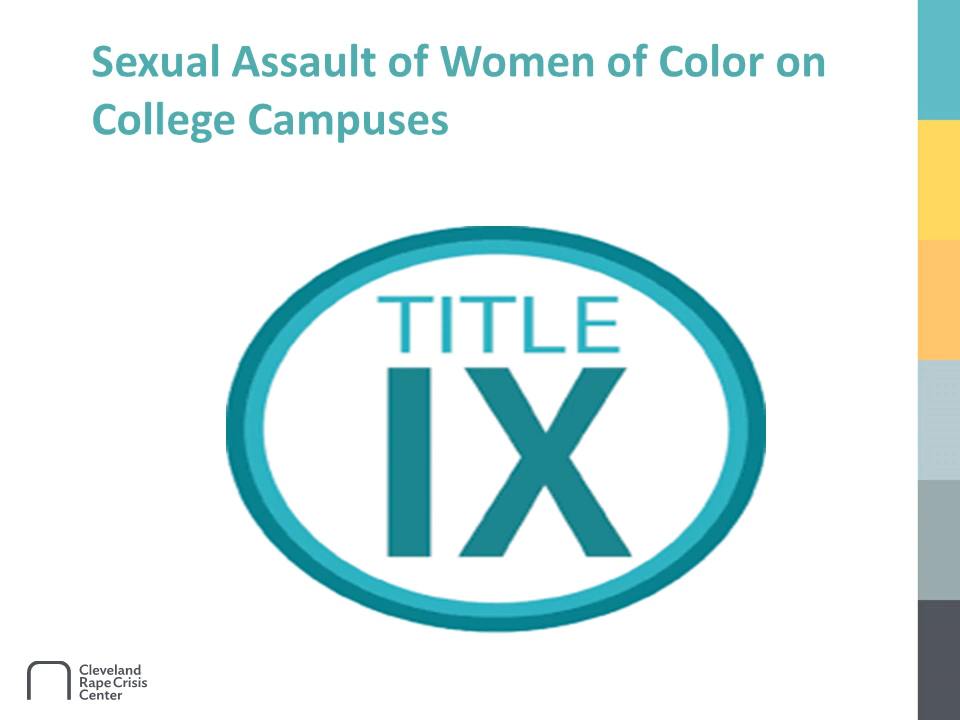 Sexual Assault of Women of Color on
College Campuses
TITLE
IX
Cleveland
Rape Crisis
Center